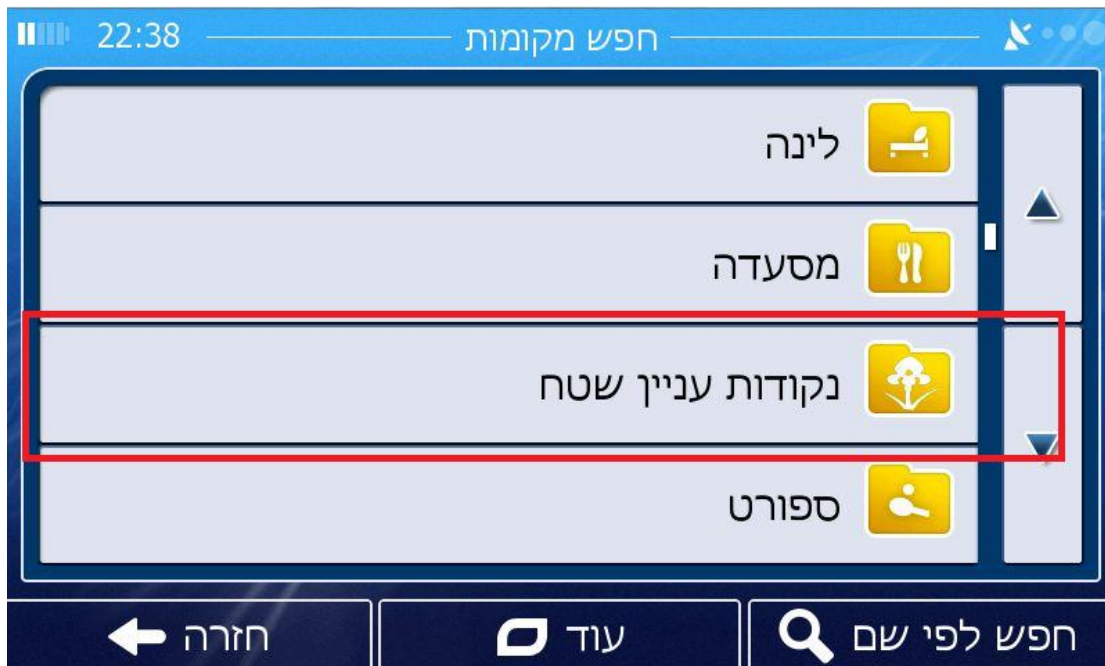 22:38
חפש מקומות
לינה
מסעדה
נקודות עניין שטח
ספורט
חפש לפי שם
עוד
חזרה